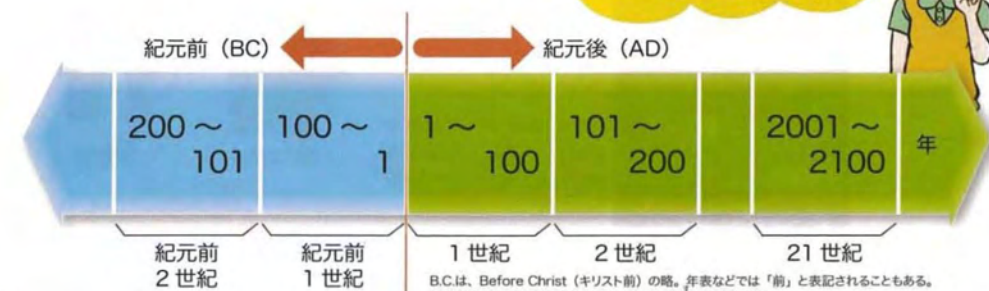 紀元前（BC） 紀元後（AD）
200～
101
100～
1
1～
100
101～
200
2001～
2100
年
紀元前
2世紀
紀元前
1世紀
1世紀
2世紀
21世紀
B.C.は、Before Christ（キリスト前）の略。年表などでは「前」と表記されることもある。